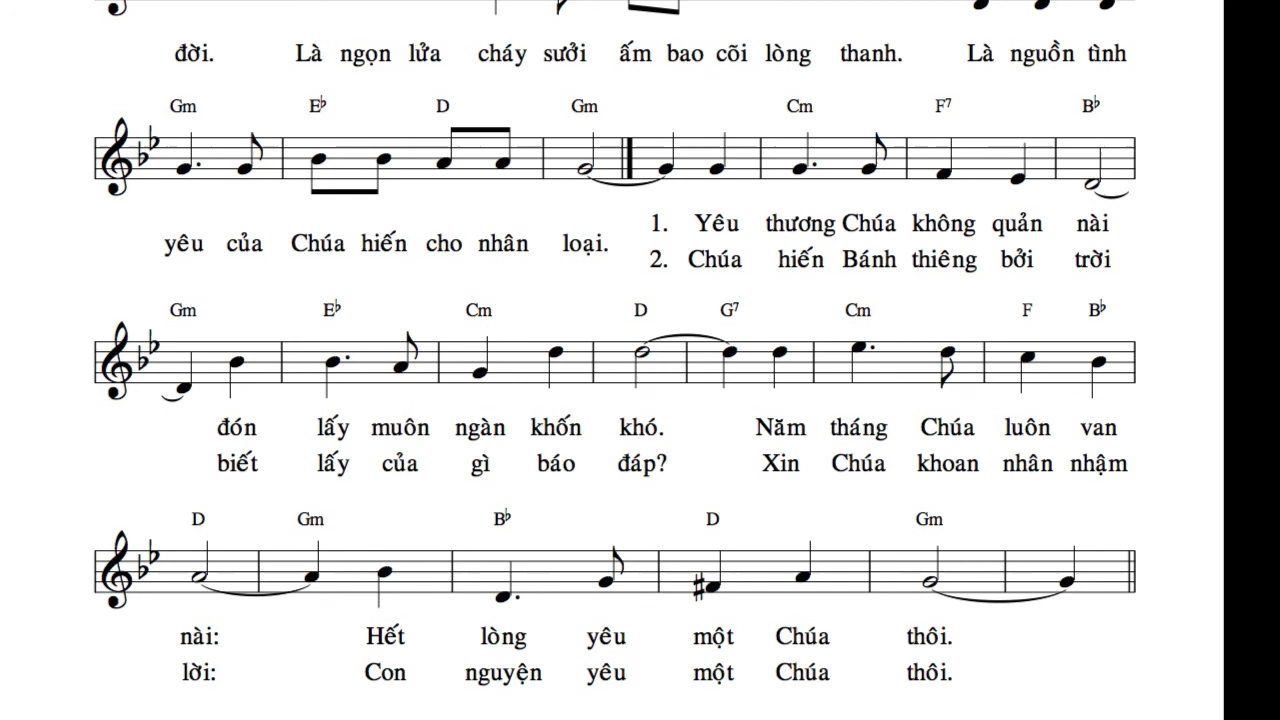 đời. Là ngọn lửa cháy sưởi ấm bao cõi lòng thanh. Là nguồn tình
Gm E♭ D Gm Cm F7 B♭
yêu của Chúa hiến cho nhân loại.
1. Yêu thương Chúa không quản nài
2. Chúa hiến Bánh thiêng bởi trời
Gm E♭ Cm D G7 Cm F B♭
đón lấy muôn ngàn khốn khó. Năm tháng Chúa luôn van
biết lấy của gì báo đáp? Xin Chúa khoan nhân nhậm
D Gm B♭ D Gm
nài: Hết lòng yêu một Chúa thôi.
lời: Con nguyện yêu một Chúa thôi.